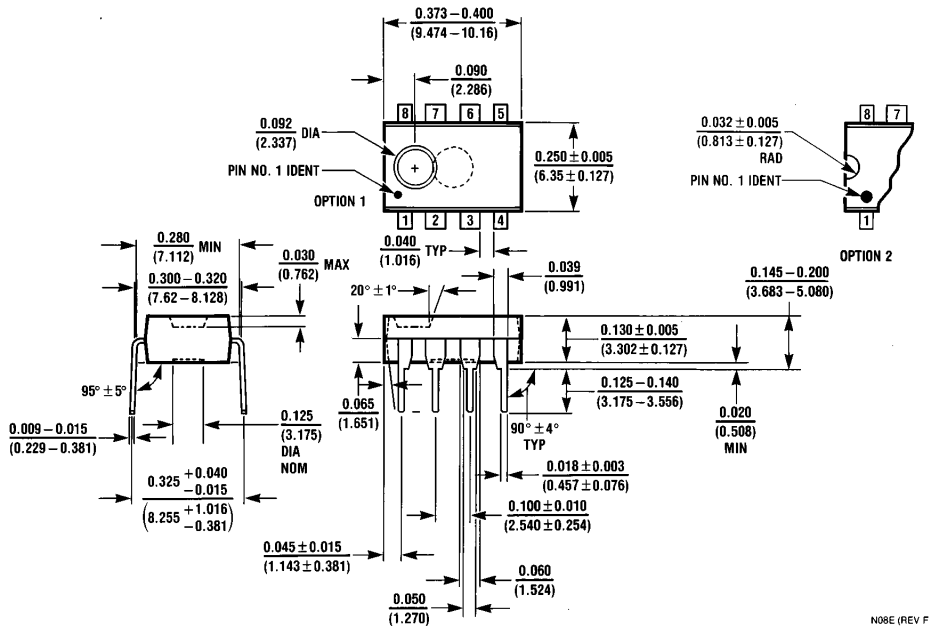 0.373 – 0.400
(9.474 – 10.16)
0.090
(2.286)
8 7 6 5
0.092 DIA
(2.337)
PIN NO. 1 IDENT
OPTION 1
1 2 3 4
0.250 ± 0.005
(6.35 ± 0.127)
8 7
0.032 ± 0.005
(0.813 ± 0.127)
RAD
PIN NO. 1 IDENT
1
OPTION 2
0.280 MIN
(7.112)
0.300 – 0.320
(7.62 – 8.128)
0.030 MAX
(0.762)
0.040 TYP
(1.016)
0.039
(0.991)
20° ± 1°
0.145 – 0.200
(3.683 – 5.080)
0.130 ± 0.005
(3.302 ± 0.127)
0.125 – 0.140
(3.175 – 3.556)
0.020
(0.508)
MIN
95° ± 5°
0.009 – 0.015
(0.229 – 0.381)
0.125
(3.175)
DIA
NOM
0.065
(1.651)
90° ± 4°
TYP
0.018 ± 0.003
(0.457 ± 0.076)
0.325 +0.040
–0.015
(8.255 +1.016
–0.381)
0.100 ± 0.010
(2.540 ± 0.254)
0.045 ± 0.015
(1.143 ± 0.381)
0.060
(1.524)
0.050
(1.270)
N08E (REV F